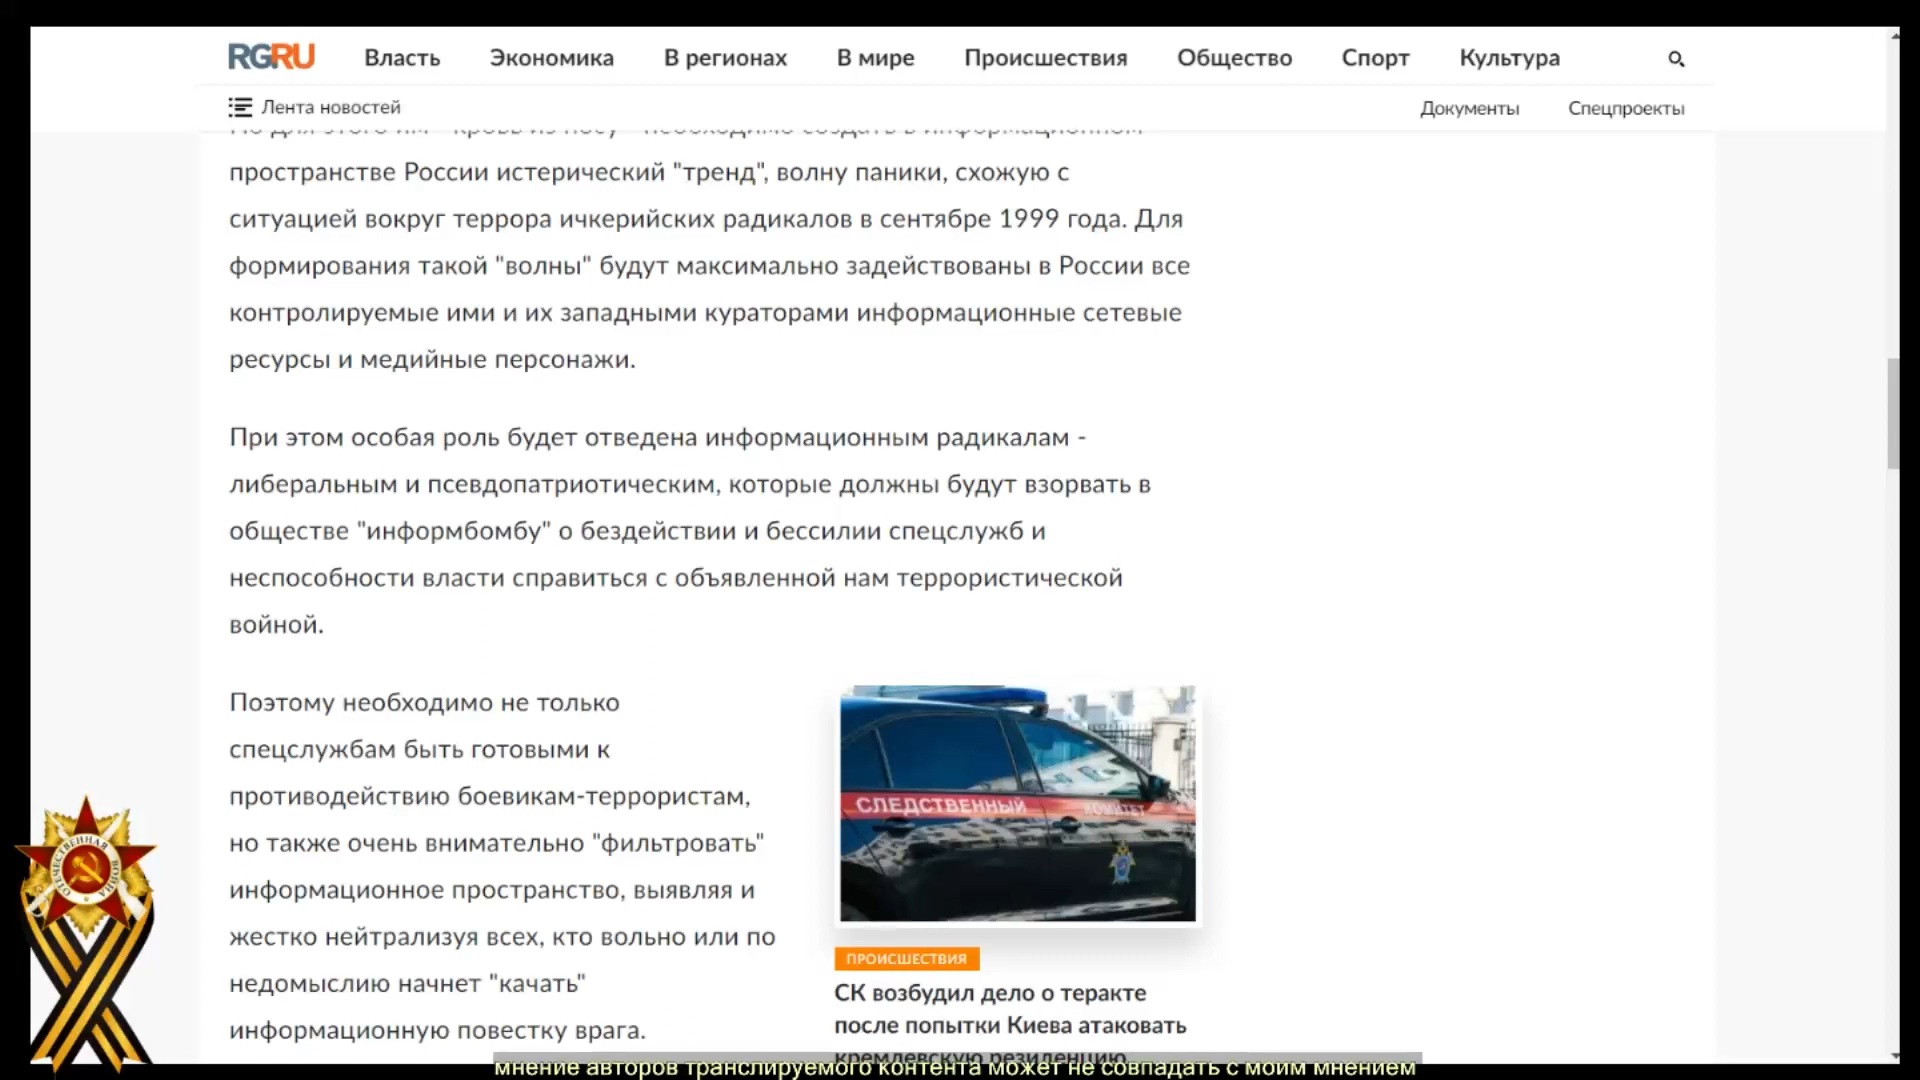 RGRU Власть Экономика В регионах В мире Происшествия Общество Спорт Культура
Лента новостей Документы Спецпроекты
Но для этого им - кровь из носу - необходимо создать в информационном
пространстве России истерический "тренд", волну паники, схожую с
ситуацией вокруг террора ичкерийских радикалов в сентябре 1999 года. Для
формирования такой "волны" будут максимально задействованы в России все
контролируемые ими и их западными кураторами информационные сетевые
ресурсы и медийные персонажи.
При этом особая роль будет отведена информационным радикалам -
либеральным и псевдопатриотическим, которые должны будут взорвать в
обществе "информбомбу" о бездействии и бессилии спецслужб и
неспособности власти справиться с объявленной нам террористической
войной.
Поэтому необходимо не только
спецслужбам быть готовыми к
противодействию боевикам-террористам,
но также очень внимательно "фильтровать"
информационное пространство, выявляя и
жестко нейтрализуя всех, кто вольно или по
недомыслию начнет "качать"
информационную повестку врага.
СЛЕДСТВЕННЫЙ КОМИТЕТ
ПРОИСШЕСТВИЯ
СК возбудил дело о теракте
после попытки Киева атаковать
кремлевскую резиденцию
ОТЕЧЕСТВЕННАЯ ВОЙНА
мнение авторов транслируемого контента может не совпадать с моим мнением